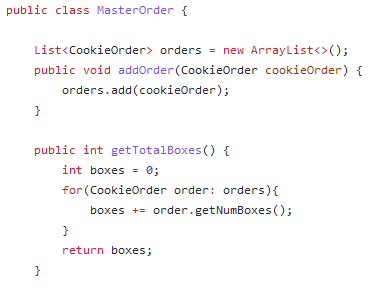 public class MasterOrder {
List<CookieOrder> orders = new ArrayList<>();
public void addOrder(CookieOrder cookieOrder) {
orders.add(cookieOrder);
}
public int getTotalBoxes() {
int boxes = 0;
for(CookieOrder order: orders){
boxes += order.getNumBoxes();
}
return boxes;
}